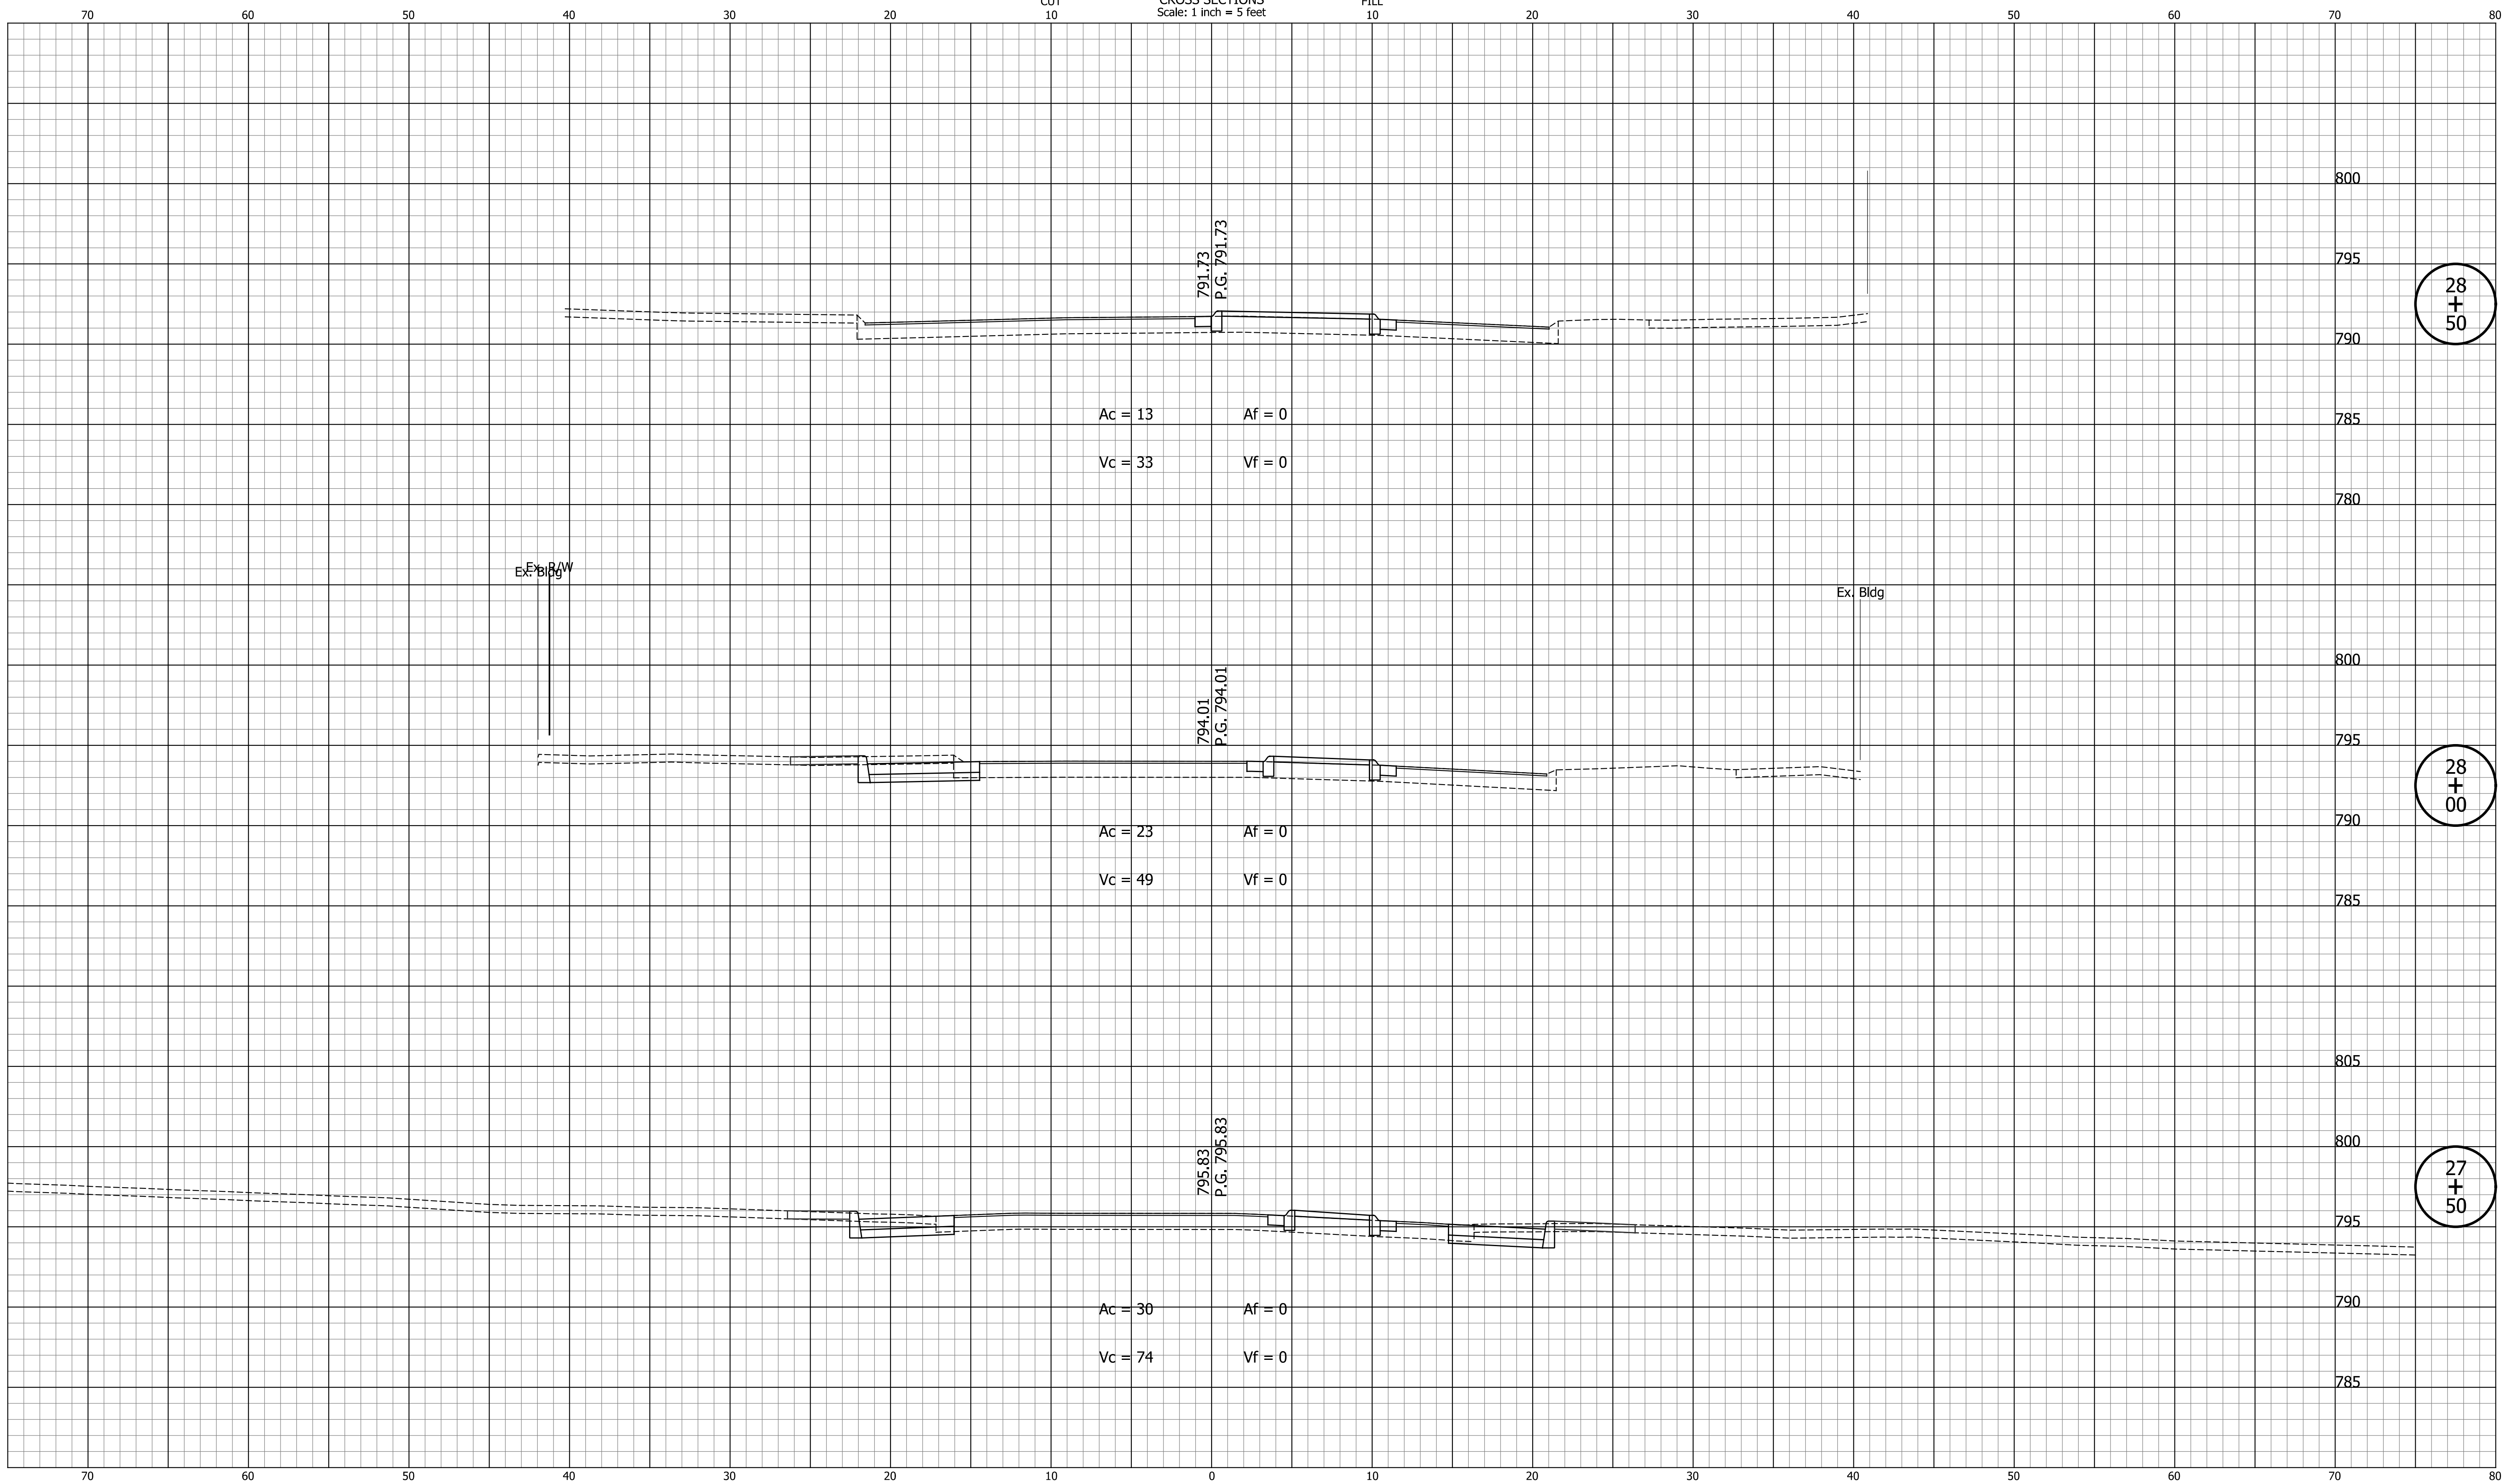 CUT CROSS SECTIONS FILL
Scale: 1 inch = 5 feet
70 60 50 40 30 20 10 10 20 30 40 50 60 70 80
800
791.73
P.G. 791.73
795
28
+
50
790
Ac = 13 Af = 0
785
Vc = 33 Vf = 0
780
Ex. R/W
Ex. Bldg
Ex. Bldg
800
794.01
P.G. 794.01
795
28
+
00
790
Ac = 23 Af = 0
Vc = 49 Vf = 0
785
805
800
795.83
P.G. 795.83
27
+
50
795
Ac = 30 Af = 0
790
Vc = 74 Vf = 0
785
70 60 50 40 30 20 10 0 10 20 30 40 50 60 70 80